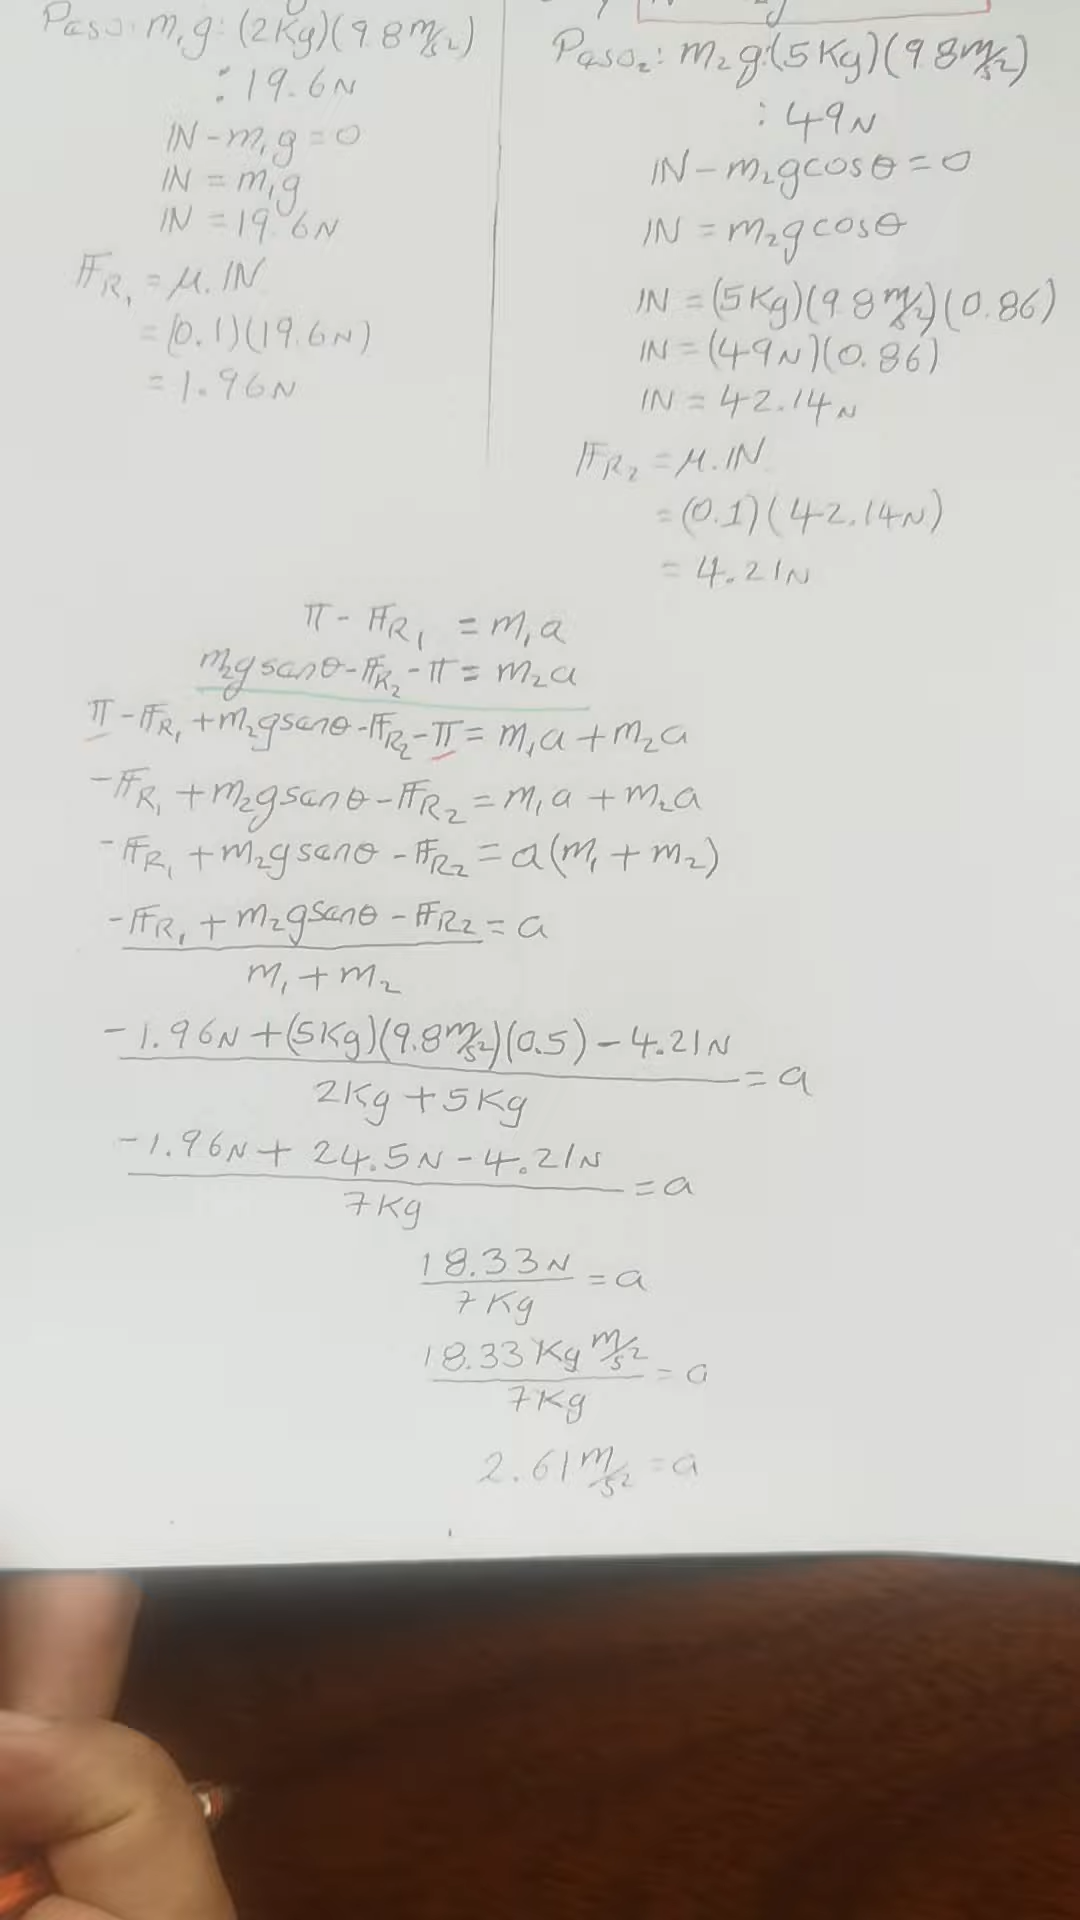 Paso₁: m₁g: (2Kg)(9.8 m/s²)
: 19.6N
IN - m₁g = 0
IN = m₁g
IN = 19.6N
FR₁ = μ.IN
= (0.1)(19.6N)
= 1.96N
Paso₂: m₂g:(5Kg)(9.8 m/s²)
: 49N
IN - m₂gcosθ = 0
IN = m₂gcosθ
IN = (5Kg)(9.8 m/s²)(0.86)
IN = (49N)(0.86)
IN = 42.14N
FR₂ = μ.IN
= (0.1)(42.14N)
= 4.21N
T - FR₁ = m₁a
m₂gsenθ - FR₂ - T = m₂a
T - FR₁ + m₂gsenθ - FR₂ - T = m₁a + m₂a
-FR₁ + m₂gsenθ - FR₂ = m₁a + m₂a
-FR₁ + m₂gsenθ - FR₂ = a(m₁ + m₂)
-FR₁ + m₂gsenθ - FR₂ = a
m₁ + m₂
-1.96N + (5Kg)(9.8 m/s²)(0.5) - 4.21N = a
2Kg + 5Kg
-1.96N + 24.5N - 4.21N = a
7Kg
18.33N = a
7Kg
18.33 Kg m/s² = a
7Kg
2.61 m/s² = a